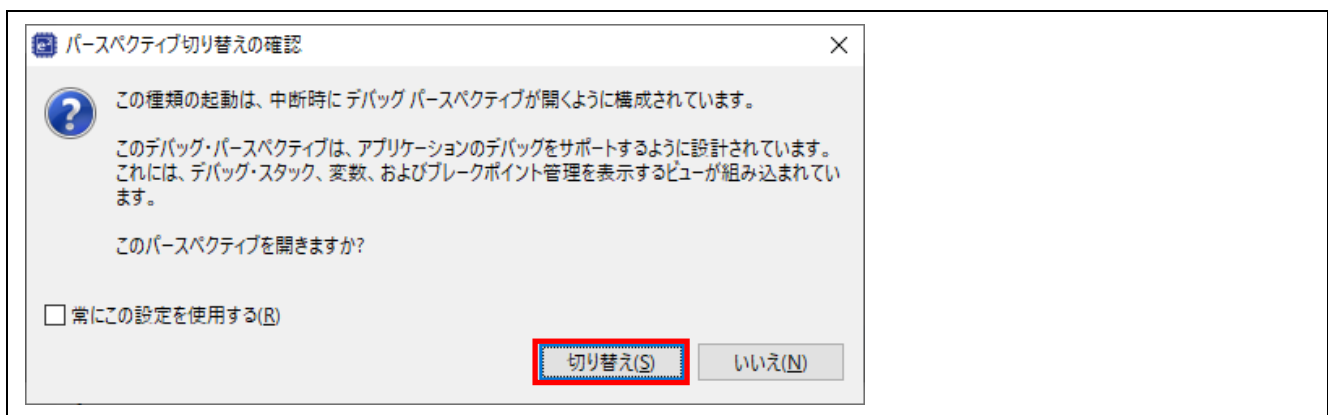 パースペクティブ切り替えの確認
この種類の起動は、中断時に デバッグ パースペクティブが開くように構成されています。
このデバッグ・パースペクティブは、アプリケーションのデバッグをサポートするように設計されています。
これには、デバッグ・スタック、変数、およびブレークポイント管理を表示するビューが組み込まれてい
ます。
このパースペクティブを開きますか?
常にこの設定を使用する(R)
切り替え(S) いいえ(N)